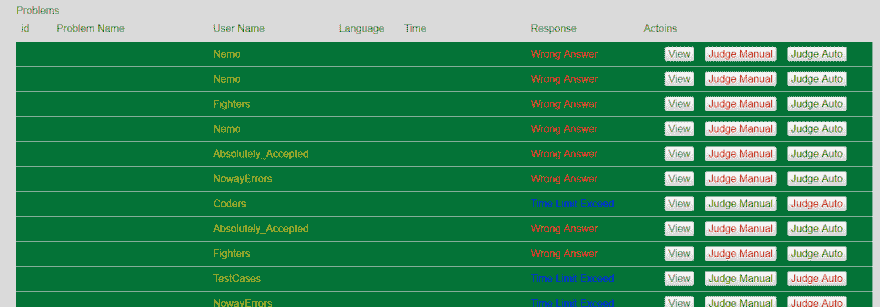 Problems
id Problem Name User Name Language Time Response Actoins
Nemo Wrong Answer View Judge Manual Judge Auto
Nemo Wrong Answer View Judge Manual Judge Auto
Fighters Wrong Answer View Judge Manual Judge Auto
Nemo Wrong Answer View Judge Manual Judge Auto
Absolutely_Accepted Wrong Answer View Judge Manual Judge Auto
NowayErrors Wrong Answer View Judge Manual Judge Auto
Coders Time Limit Exceed View Judge Manual Judge Auto
Absolutely_Accepted Wrong Answer View Judge Manual Judge Auto
Fighters Wrong Answer View Judge Manual Judge Auto
TestCases Time Limit Exceed View Judge Manual Judge Auto
NowayErrors Time Limit Exceed View Judge Manual Judge Auto